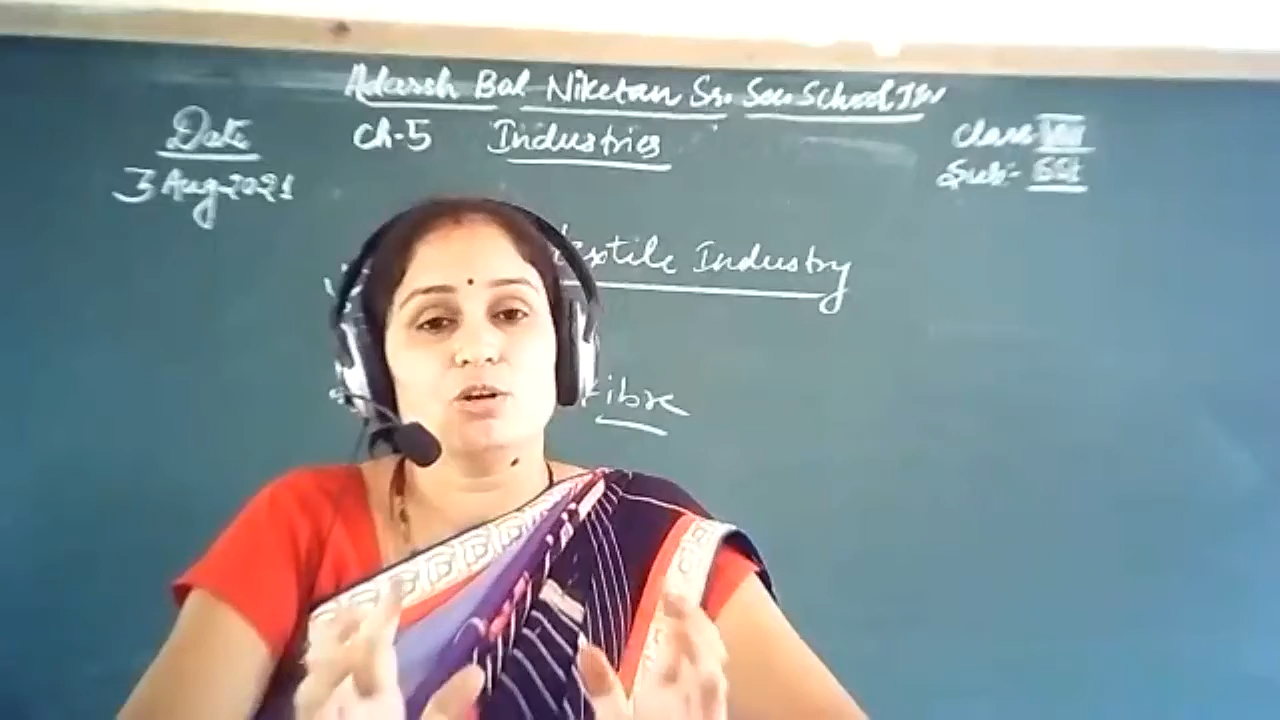 Adarsh Bal Niketan Sr. Sec. School
Date Ch-5 Industries Class VIII
3 Aug 2021 Sub:- SSt
Textile Industry
Fibre